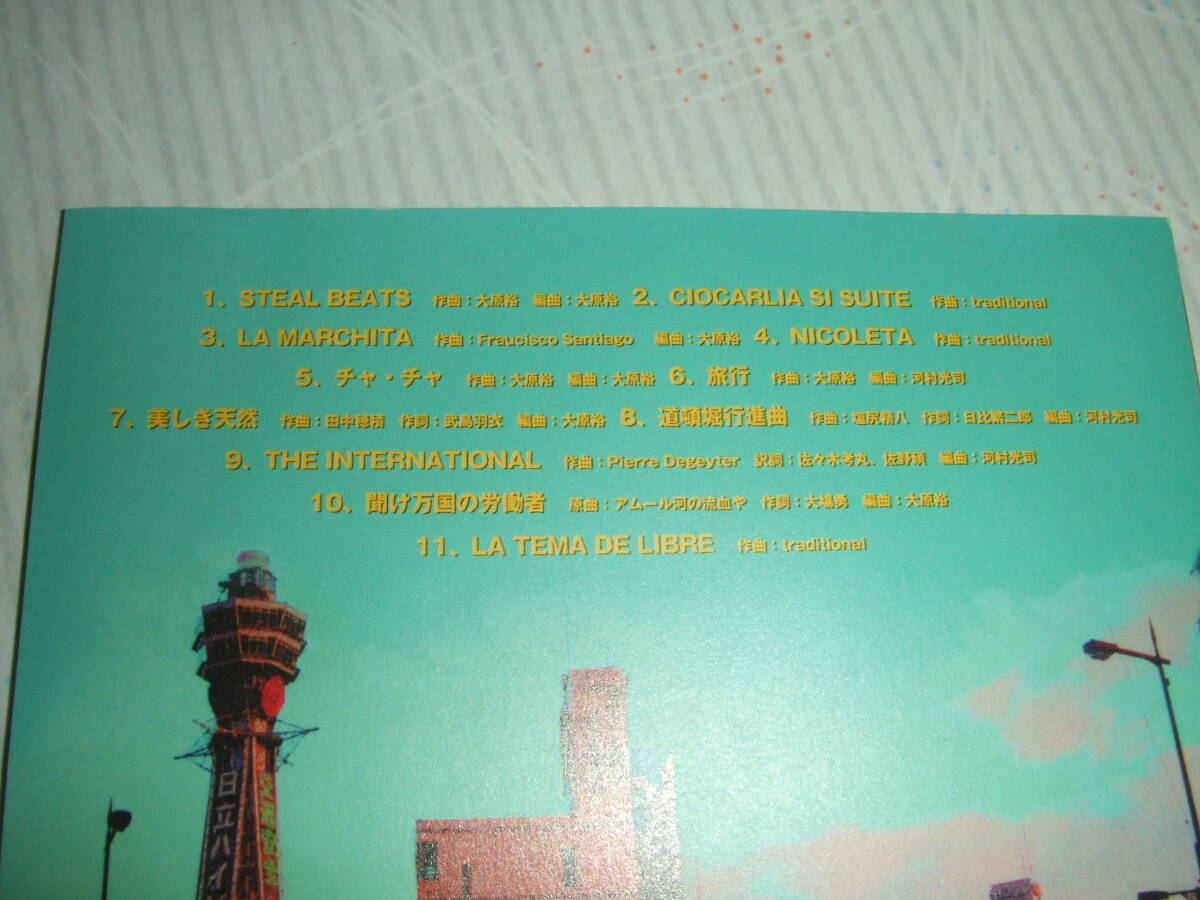 1、STEAL BEATS 作曲：大原裕 編曲：大原裕 2、CIOCARLIA SI SUITE 作曲：traditional
3、LA MARCHITA 作曲：Fraucisco Santiago 編曲：大原裕 4、NICOLETA 作曲：traditional
5、チャ・チャ 作曲：大原裕 編曲：大原裕 6、旅行 作曲：大原裕 編曲：河村光司
7、美しき天然 作曲：田中穂積 作詞：武島羽衣 編曲：大原裕 8、道頓堀行進曲 作曲：塩尻精八 作詞：日比繁二郎 編曲：河村光司
9、THE INTERNATIONAL 作曲：Pierre Degeyter 訳詞：佐々木孝丸、佐野碩 編曲：河村光司
10、聞け万国の労働者 原曲：アムール河の流血や 作詞：大場勇 編曲：大原裕
11、LA TEMA DE LIBRE 作曲：traditional
日立ハイ